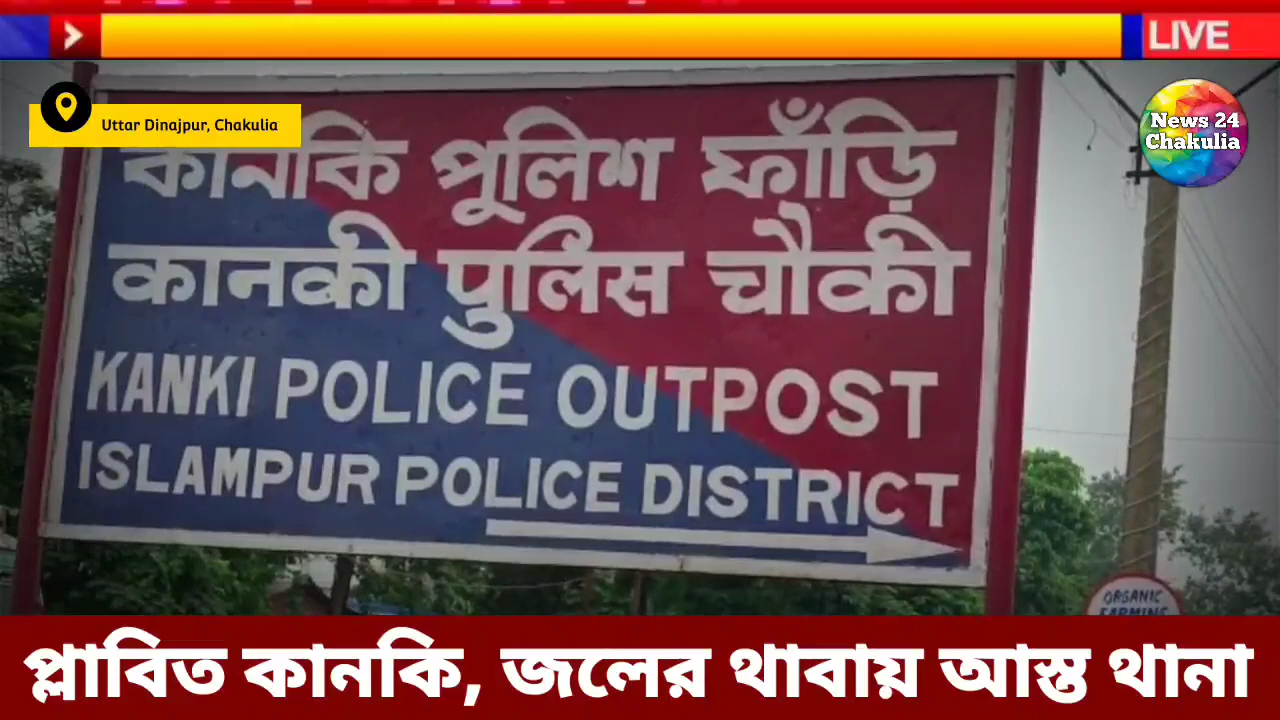 LIVE
Uttar Dinajpur, Chakulia
News 24
Chakulia
কানকি পুলিশ ফাঁড়ি
कानकी पुलिस चौकी
KANKI POLICE OUTPOST
ISLAMPUR POLICE DISTRICT
ORGANIC
FARMING
প্লাবিত কানকি, জলের থাবায় আস্ত থানা